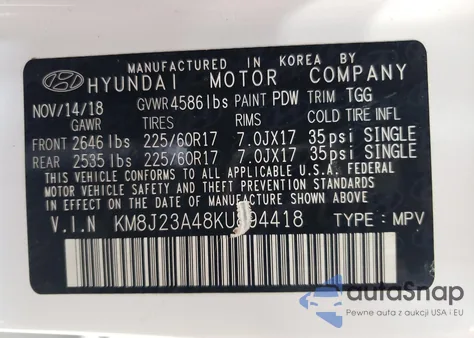 MANUFACTURED IN KOREA BY
HYUNDAI MOTOR COMPANY
NOV/14/18 GVWR 4586 lbs PAINT PDW TRIM TGG
GAWR TIRES RIMS COLD TIRE INFL
FRONT 2646 lbs 225/60R17 7.0JX17 35psi SINGLE
REAR 2535 lbs 225/60R17 7.0JX17 35psi SINGLE
THIS VEHICLE CONFORMS TO ALL APPLICABLE U.S.A FEDERAL
MOTOR VEHICLE SAFETY, BUMPER, AND THEFT PREVENTION
STANDARDS IN EFFECT ON THE DATE OF MANUFACTURE SHOWN ABOVE.
V.I.N TYPE : MPV
autoSnap
Pewne auta z aukcji USA i EU